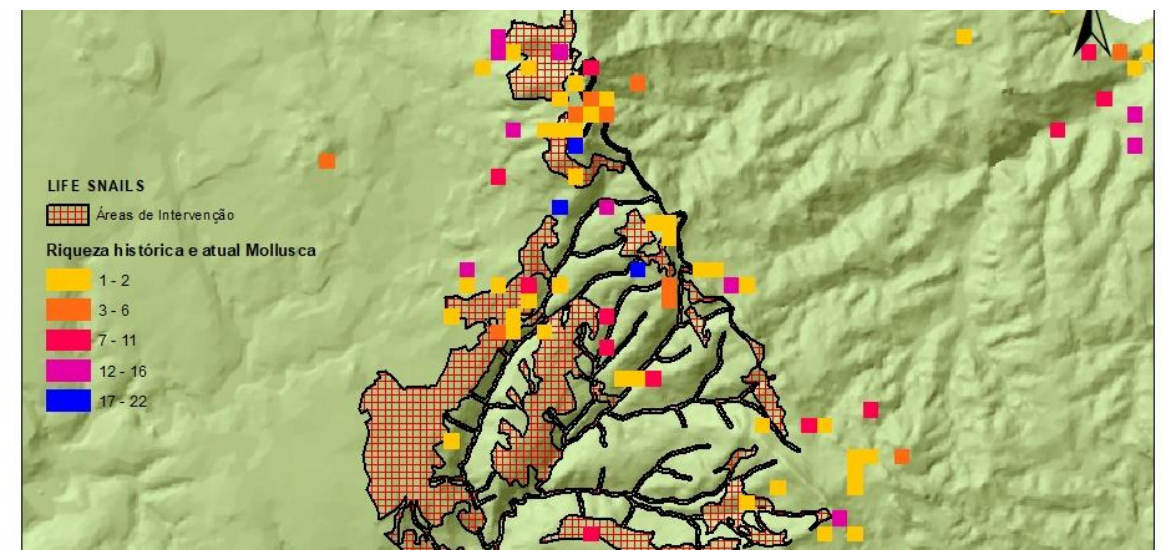 LIFE SNAILS
Áreas de Intervenção
Riqueza histórica e atual Mollusca
1 - 2
3 - 6
7 - 11
12 - 16
17 - 22